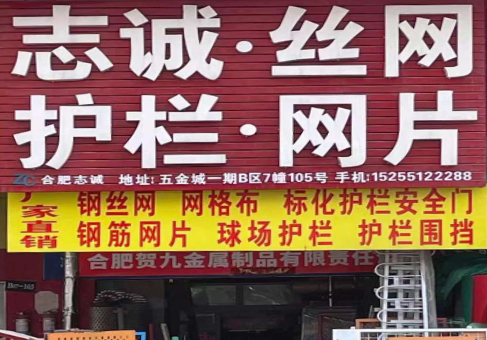 志诚·丝网
护栏·网片
ZC 合肥志诚 地址:五金城一期B区7幢105号 手机:15255122288
厂家直销
钢丝网 网格布 标化护栏安全门
钢筋网片 球场护栏 护栏围挡
合肥贺九金属制品有限责任